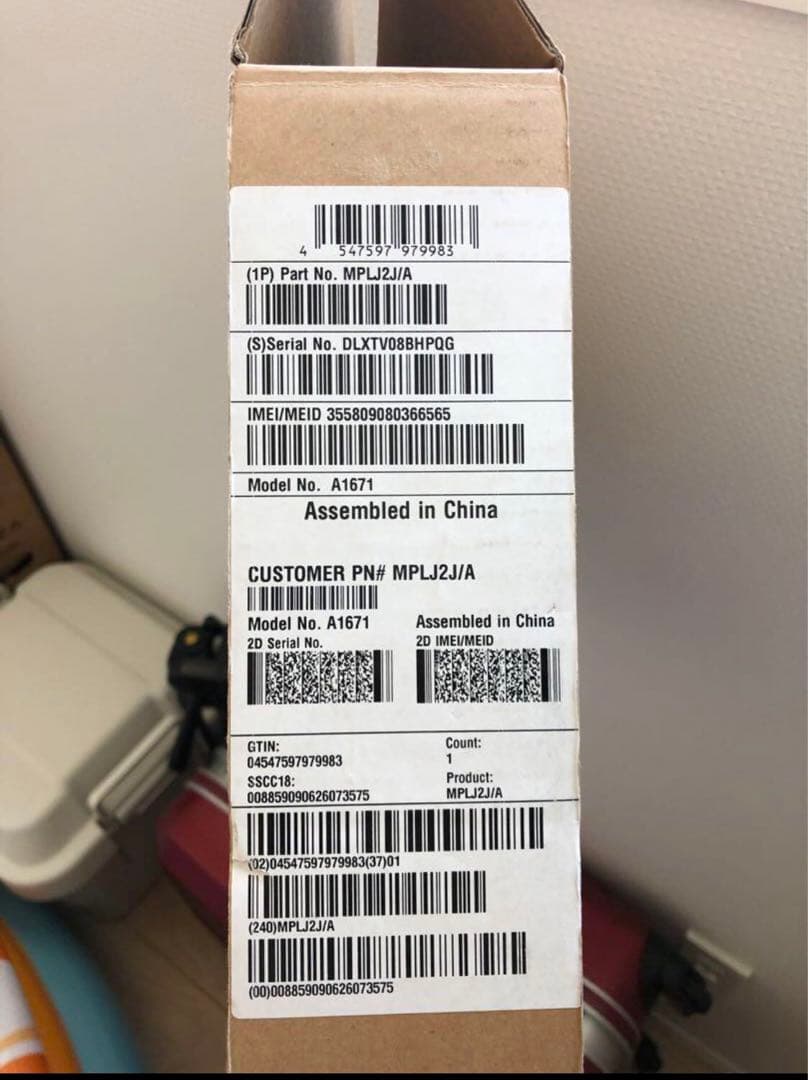 4 547597 979983
(1P) Part No. MPLJ2J/A
(S)Serial No. DLXTV08BHPQG
IMEI/MEID 355809080366565
Model No. A1671
Assembled in China
CUSTOMER PN# MPLJ2J/A
Model No. A1671 Assembled in China
2D Serial No. 2D IMEI/MEID
GTIN: Count:
04547597979983 1
SSCC18: Product:
008859090626073575 MPLJ2J/A
(02)04547597979983(37)01
(240)MPLJ2J/A
(00)008859090626073575